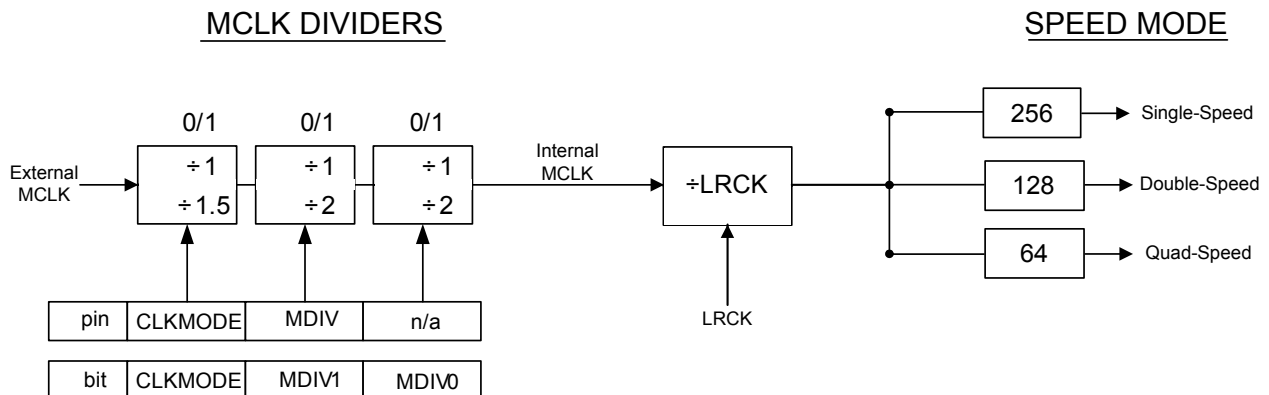 MCLK DIVIDERS
SPEED MODE
0/1 0/1 0/1
External
MCLK
÷1
÷1.5
÷1
÷2
÷1
÷2
Internal
MCLK
÷LRCK
LRCK
256 Single-Speed
128 Double-Speed
64 Quad-Speed
pin CLKMODE MDIV n/a
bit CLKMODE MDIV1 MDIV0